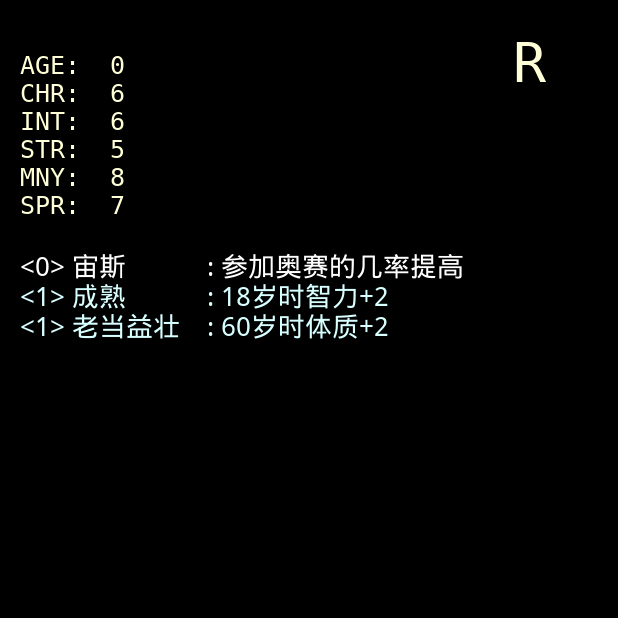 R
AGE: 0
CHR: 6
INT: 6
STR: 5
MNY: 8
SPR: 7
<0> 宙斯 : 参加奥赛的几率提高
<1> 成熟 : 18岁时智力+2
<1> 老当益壮 : 60岁时体质+2